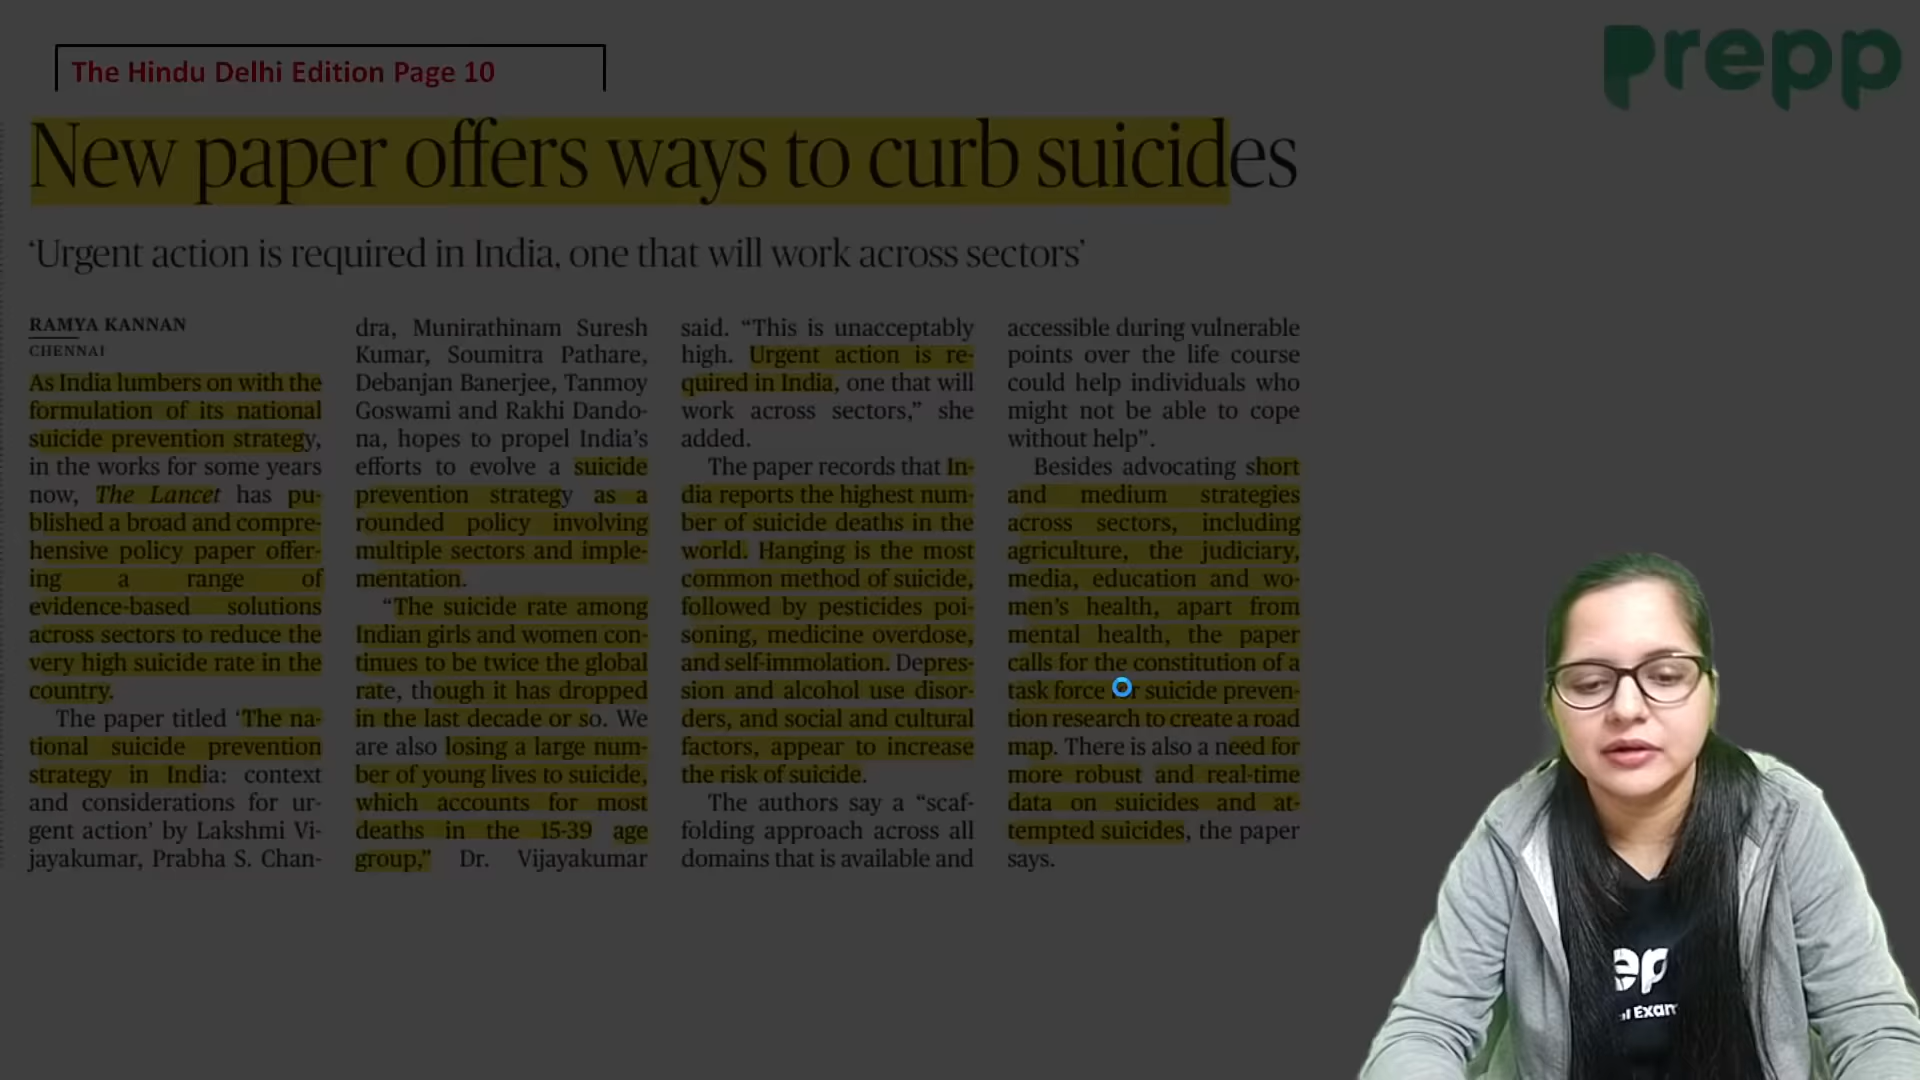 The Hindu Delhi Edition Page 10
prepp
New paper offers ways to curb suicides
‘Urgent action is required in India, one that will work across sectors’
RAMYA KANNAN
CHENNAI
As India lumbers on with the
formulation of its national
suicide prevention strategy,
in the works for some years
now, The Lancet has pu-
blished a broad and compre-
hensive policy paper offer-
ing a range of
evidence-based solutions
across sectors to reduce the
very high suicide rate in the
country.
The paper titled ‘The na-
tional suicide prevention
strategy in India: context
and considerations for ur-
gent action’ by Lakshmi Vi-
jayakumar, Prabha S. Chan-
dra, Munirathinam Suresh
Kumar, Soumitra Pathare,
Debanjan Banerjee, Tanmoy
Goswami and Rakhi Dando-
na, hopes to propel India’s
efforts to evolve a suicide
prevention strategy as a
rounded policy involving
multiple sectors and imple-
mentation.
“The suicide rate among
Indian girls and women con-
tinues to be twice the global
rate, though it has dropped
in the last decade or so. We
are also losing a large num-
ber of young lives to suicide,
which accounts for most
deaths in the 15-39 age
group,” Dr. Vijayakumar
said. “This is unacceptably
high. Urgent action is re-
quired in India, one that will
work across sectors,” she
added.
The paper records that In-
dia reports the highest num-
ber of suicide deaths in the
world. Hanging is the most
common method of suicide,
followed by pesticides poi-
soning, medicine overdose,
and self-immolation. Depres-
sion and alcohol use disor-
ders, and social and cultural
factors, appear to increase
the risk of suicide.
The authors say a “scaf-
folding approach across all
domains that is available and
accessible during vulnerable
points over the life course
could help individuals who
might not be able to cope
without help”.
Besides advocating short
and medium strategies
across sectors, including
agriculture, the judiciary,
media, education and wo-
men’s health, apart from
mental health, the paper
calls for the constitution of a
task force for suicide preven-
tion research to create a road
map. There is also a need for
more robust and real-time
data on suicides and at-
tempted suicides, the paper
says.
ep
Exam